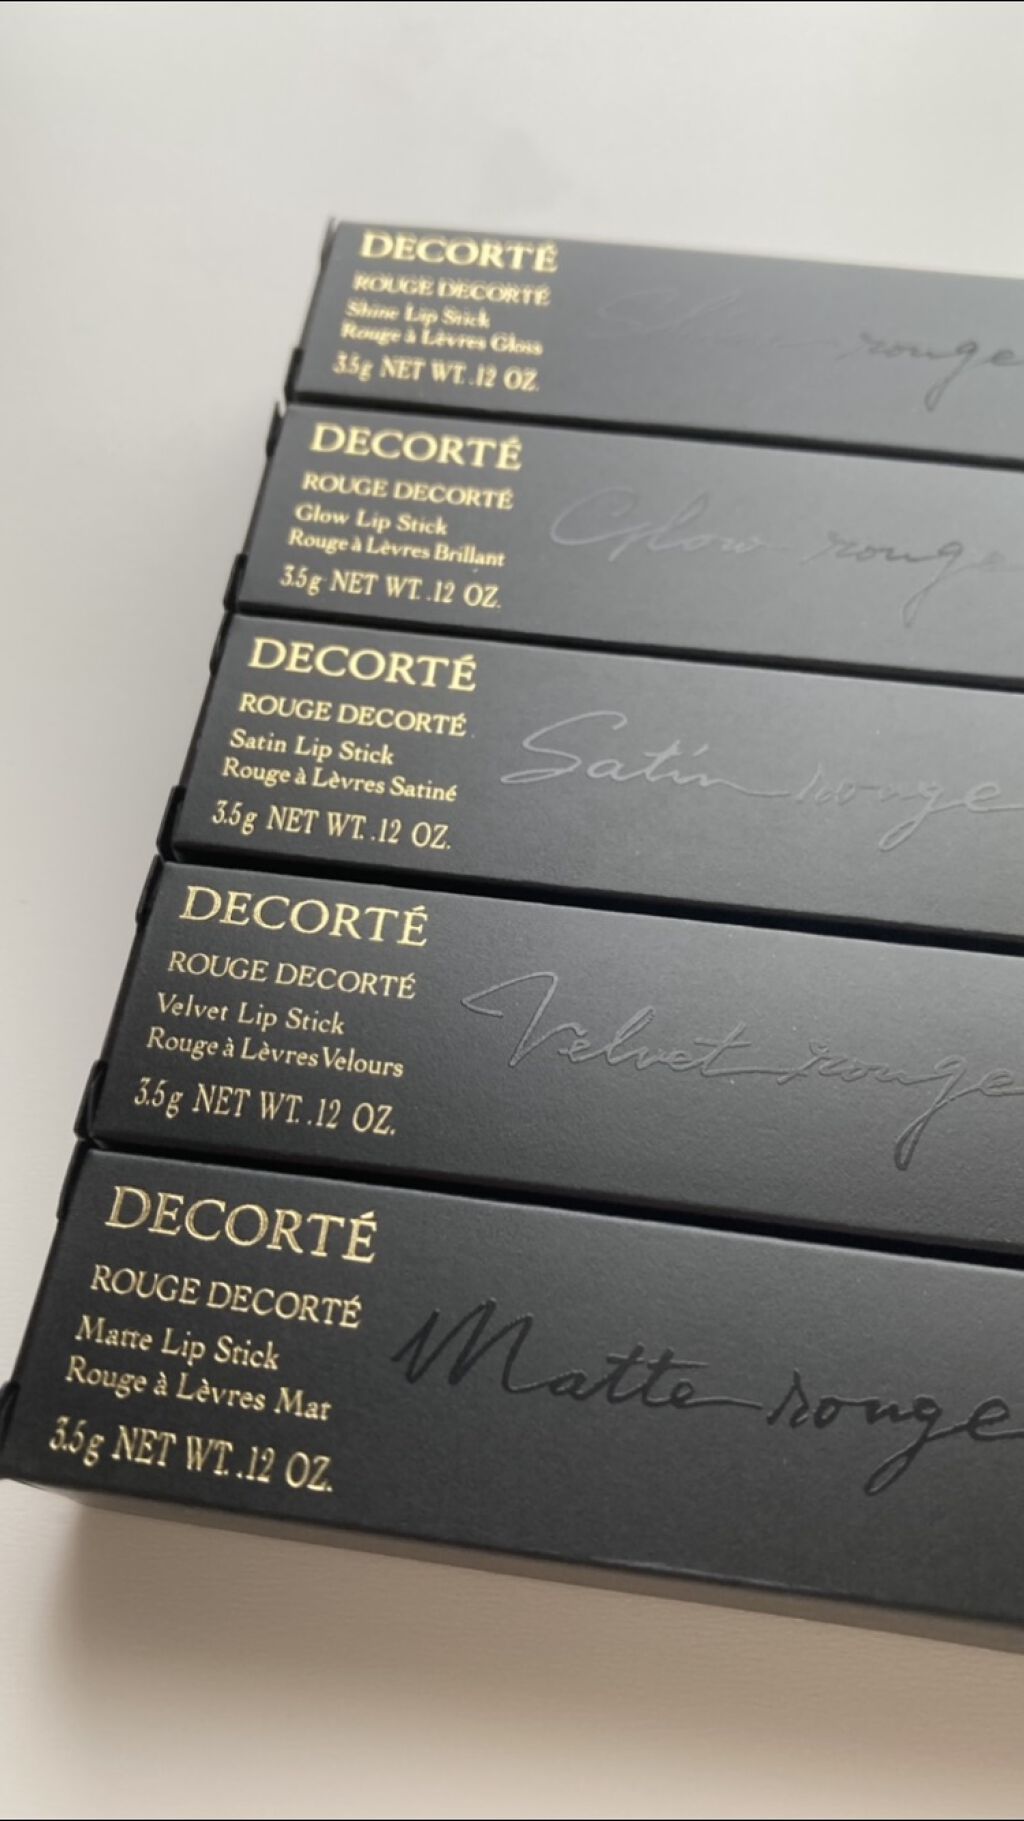 DECORTÉ
ROUGE DECORTÉ
Shine Lip Stick
Rouge à Lèvres Gloss
3.5g NET WT. .12 OZ.
Shine rouge
DECORTÉ
ROUGE DECORTÉ
Glow Lip Stick
Rouge à Lèvres Brillant
3.5g NET WT. .12 OZ.
Glow rouge
DECORTÉ
ROUGE DECORTÉ
Satin Lip Stick
Rouge à Lèvres Satiné
3.5g NET WT. .12 OZ.
Satin rouge
DECORTÉ
ROUGE DECORTÉ
Velvet Lip Stick
Rouge à Lèvres Velours
3.5g NET WT. .12 OZ.
Velvet rouge
DECORTÉ
ROUGE DECORTÉ
Matte Lip Stick
Rouge à Lèvres Mat
3.5g NET WT. .12 OZ.
Matte rouge